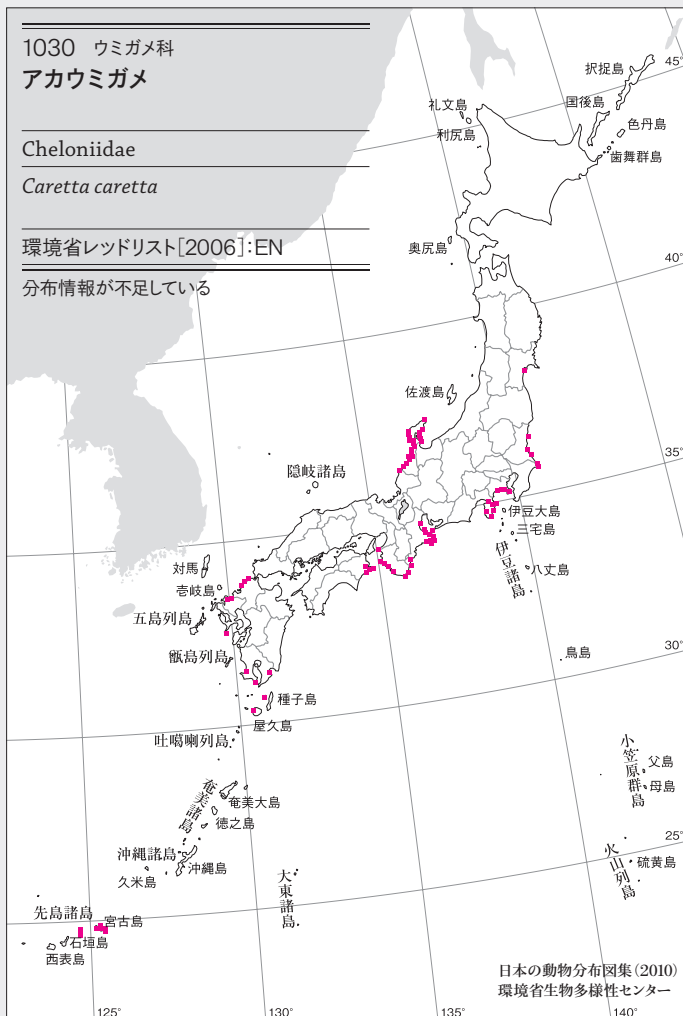 1030 ウミガメ科
アカウミガメ
Cheloniidae
Caretta caretta
環境省レッドリスト[2006]:EN
分布情報が不足している
択捉島
国後島
色丹島
歯舞群島
礼文島
利尻島
奥尻島
佐渡島
隠岐諸島
対馬
壱岐島
五島列島
甑島列島
種子島
屋久島
吐噶喇列島
奄美諸島
奄美大島
徳之島
沖縄諸島
沖縄島
久米島
大東諸島
先島諸島
宮古島
石垣島
西表島
伊豆大島
三宅島
伊豆諸島
八丈島
鳥島
小笠原群島
父島
母島
火山列島
硫黄島
45°
40°
35°
30°
25°
125°
130°
135°
140°
日本の動物分布図集(2010)
環境省生物多様性センター